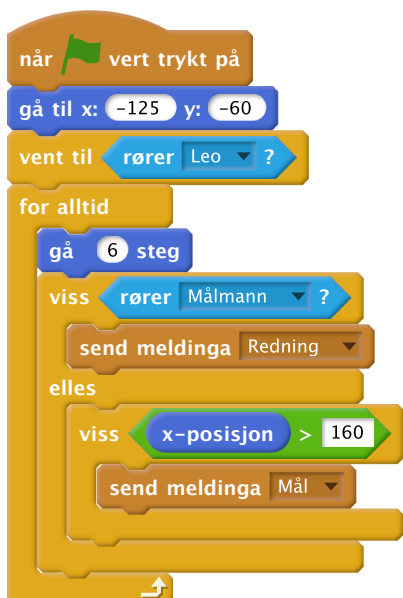 når vert trykt på
gå til x: -125 y: -60
vent til rører Leo ?
for alltid
gå 6 steg
viss rører Målmann ?
send meldinga Redning
elles
viss x-posisjon > 160
send meldinga Mål